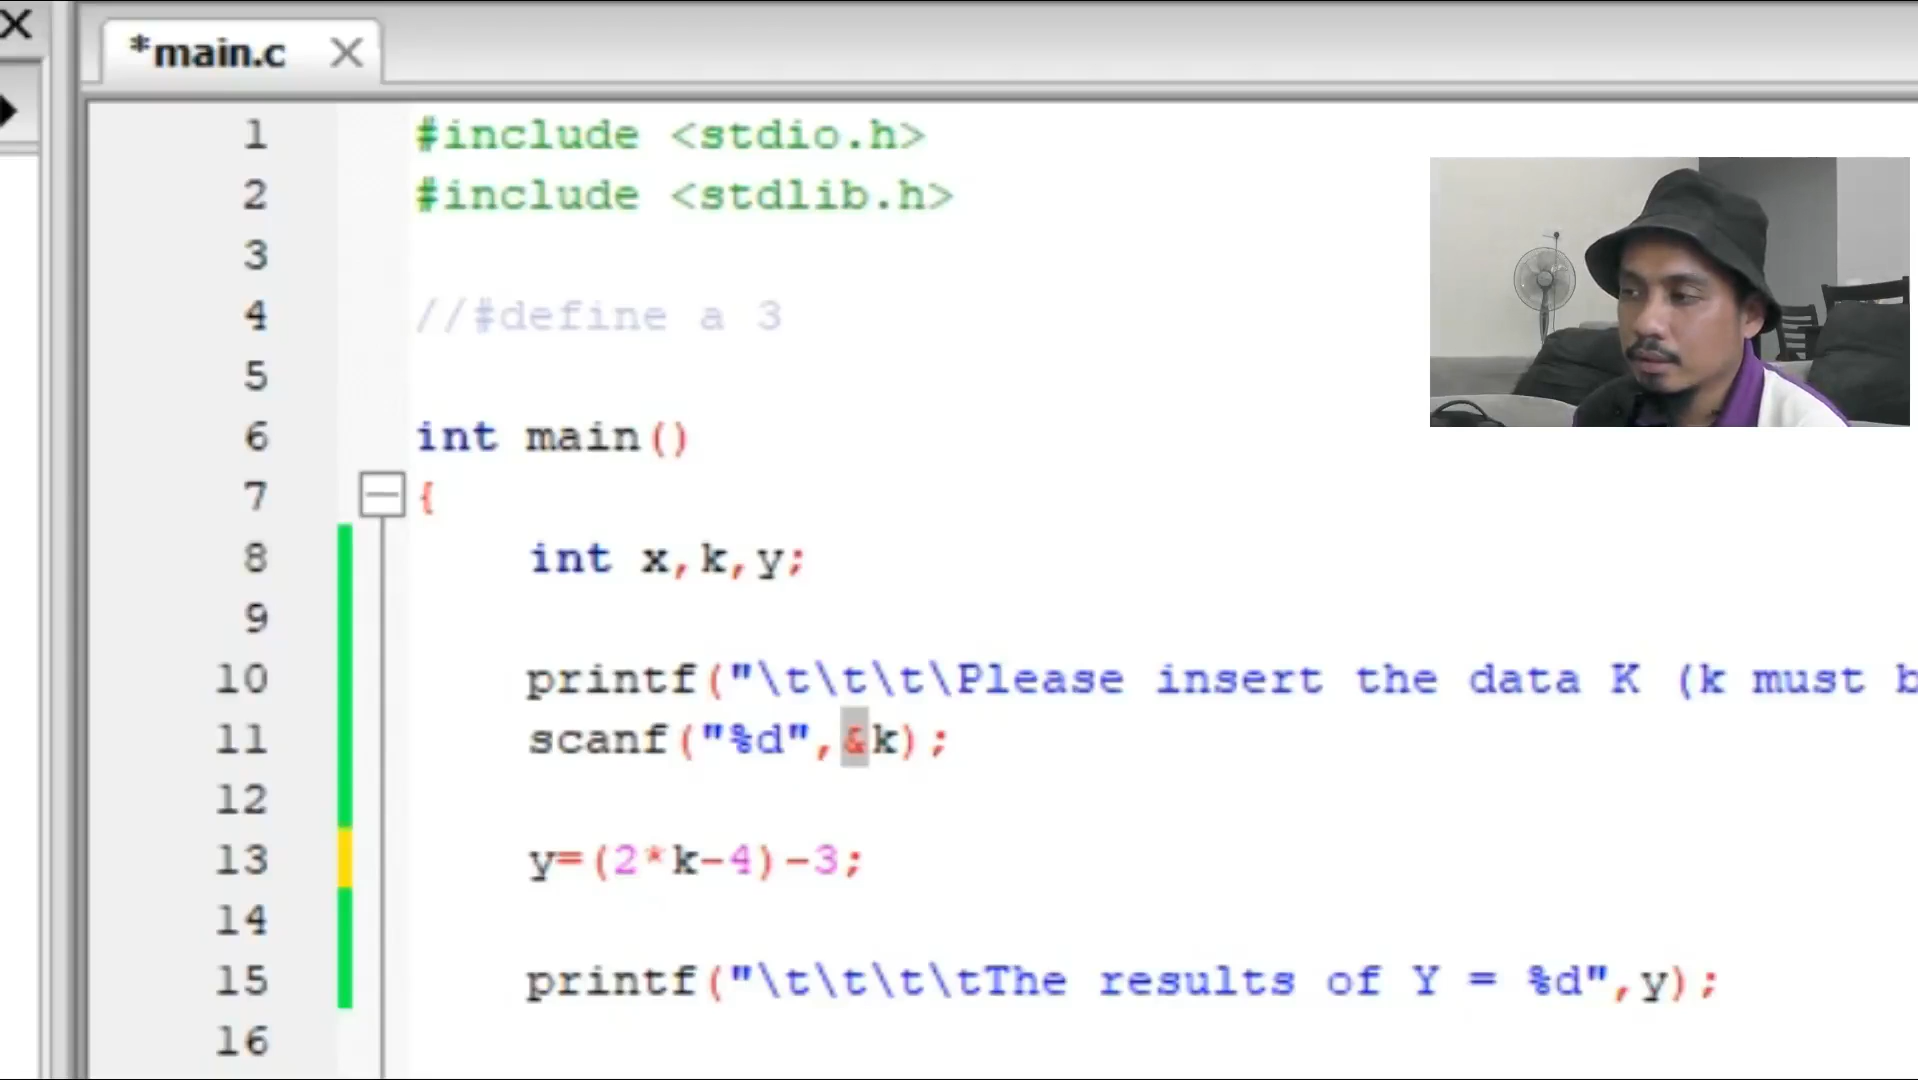 *main.c
1 #include <stdio.h>
2 #include <stdlib.h>
3
4 //#define a 3
5
6 int main()
7 {
8 int x,k,y;
9
10 printf("\t\t\t\Please insert the data K (k must b
11 scanf("%d",&k);
12
13 y=(2*k-4)-3;
14
15 printf("\t\t\t\tThe results of Y = %d",y);
16